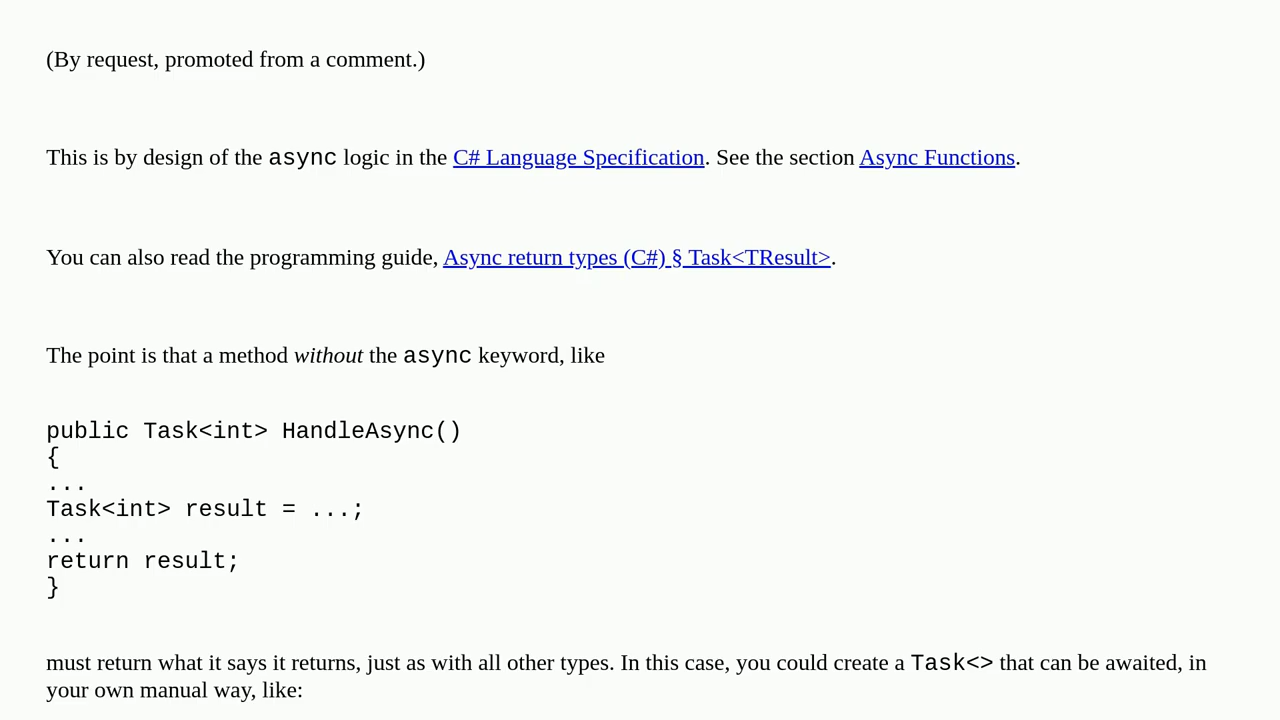 (By request, promoted from a comment.)
This is by design of the async logic in the C# Language Specification. See the section Async Functions.
You can also read the programming guide, Async return types (C#) § Task<TResult>.
The point is that a method without the async keyword, like
public Task<int> HandleAsync()
{
...
Task<int> result = ...;
...
return result;
}
must return what it says it returns, just as with all other types. In this case, you could create a Task<> that can be awaited, in
your own manual way, like: